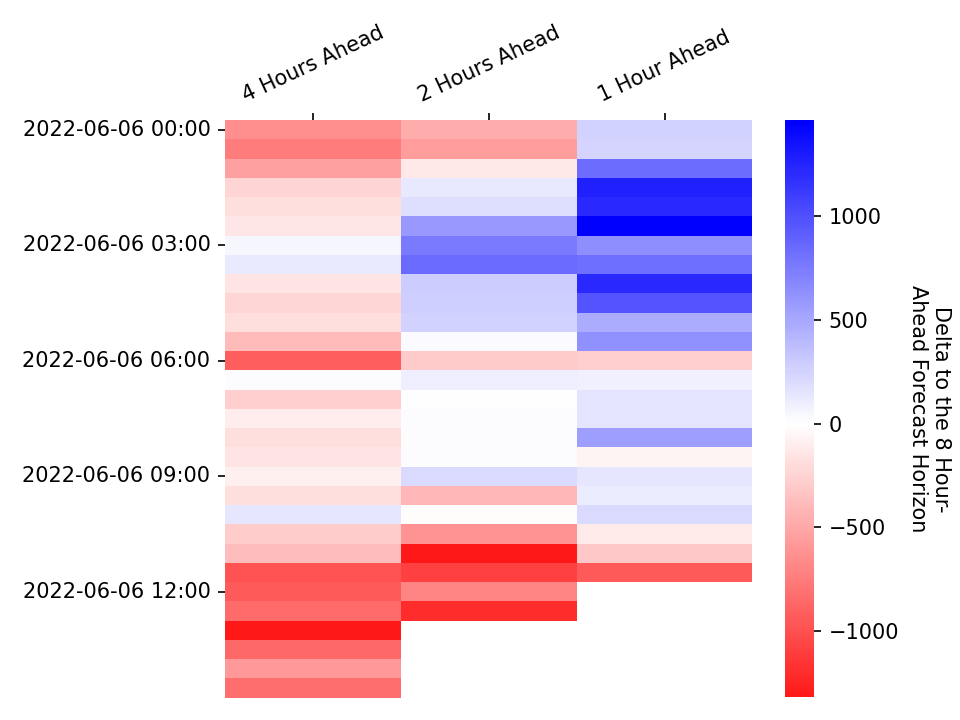 4 Hours Ahead
2 Hours Ahead
1 Hour Ahead
2022-06-06 00:00
2022-06-06 03:00
2022-06-06 06:00
2022-06-06 09:00
2022-06-06 12:00
1000
500
0
−500
−1000
Delta to the 8 Hour-
Ahead Forecast Horizon